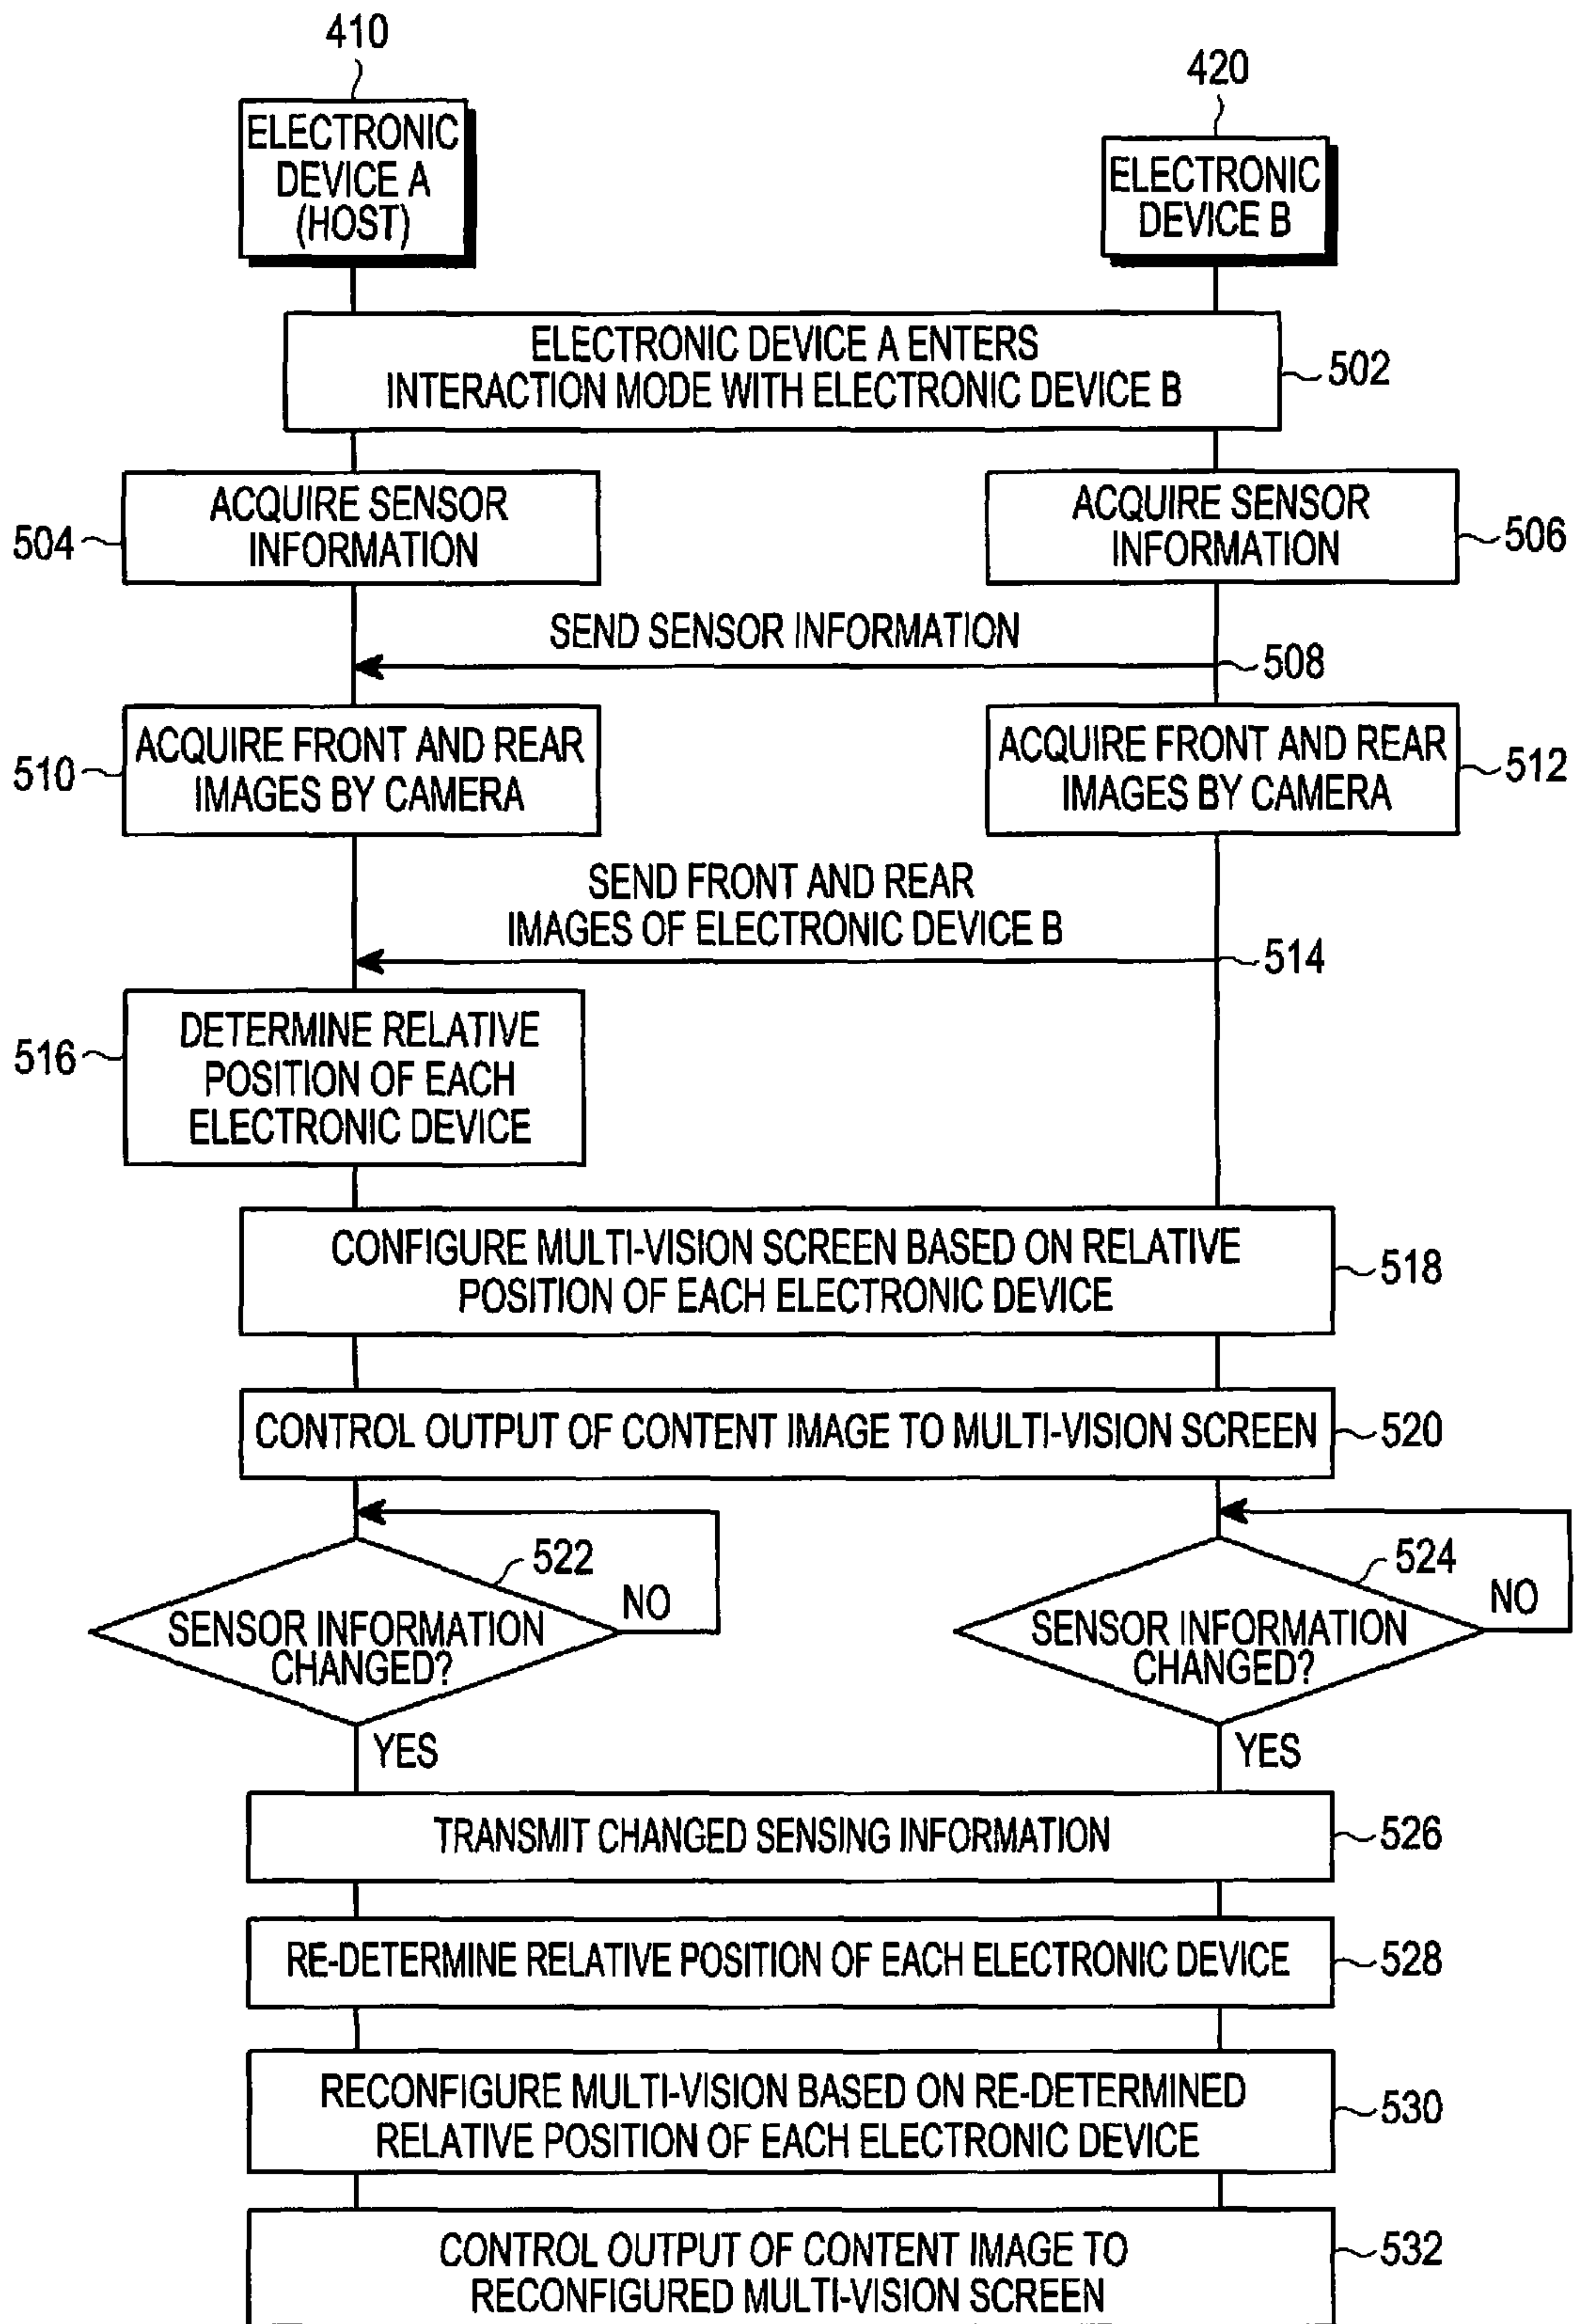 410
420
ELECTRONIC
DEVICE A
(HOST)
ELECTRONIC
DEVICE B
ELECTRONIC DEVICE A ENTERS
INTERACTION MODE WITH ELECTRONIC DEVICE B
502
504
ACQUIRE SENSOR
INFORMATION
ACQUIRE SENSOR
INFORMATION
506
SEND SENSOR INFORMATION
508
510
ACQUIRE FRONT AND REAR
IMAGES BY CAMERA
ACQUIRE FRONT AND REAR
IMAGES BY CAMERA
512
SEND FRONT AND REAR
IMAGES OF ELECTRONIC DEVICE B
514
516
DETERMINE RELATIVE
POSITION OF EACH
ELECTRONIC DEVICE
CONFIGURE MULTI-VISION SCREEN BASED ON RELATIVE
POSITION OF EACH ELECTRONIC DEVICE
518
CONTROL OUTPUT OF CONTENT IMAGE TO MULTI-VISION SCREEN
520
522
NO
SENSOR INFORMATION
CHANGED?
YES
524
NO
SENSOR INFORMATION
CHANGED?
YES
TRANSMIT CHANGED SENSING INFORMATION
526
RE-DETERMINE RELATIVE POSITION OF EACH ELECTRONIC DEVICE
528
RECONFIGURE MULTI-VISION BASED ON RE-DETERMINED
RELATIVE POSITION OF EACH ELECTRONIC DEVICE
530
CONTROL OUTPUT OF CONTENT IMAGE TO
RECONFIGURED MULTI-VISION SCREEN
532